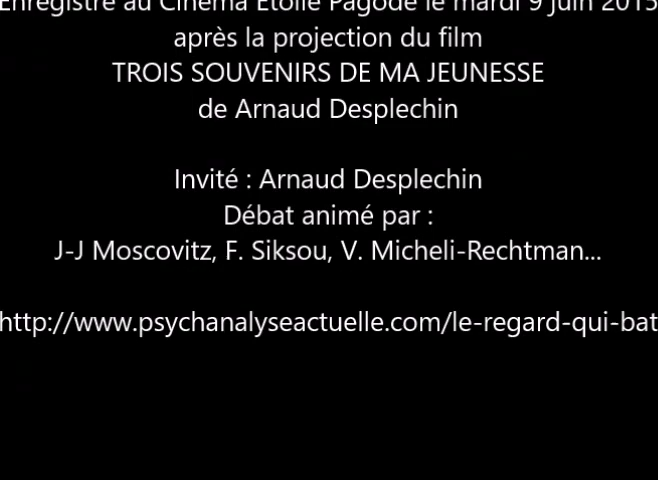 Enregistré au Cinéma Etoile Pagode le mardi 9 juin 2015
après la projection du film
TROIS SOUVENIRS DE MA JEUNESSE
de Arnaud Desplechin
Invité : Arnaud Desplechin
Débat animé par :
J-J Moscovitz, F. Siksou, V. Micheli-Rechtman...
http://www.psychanalyseactuelle.com/le-regard-qui-bat